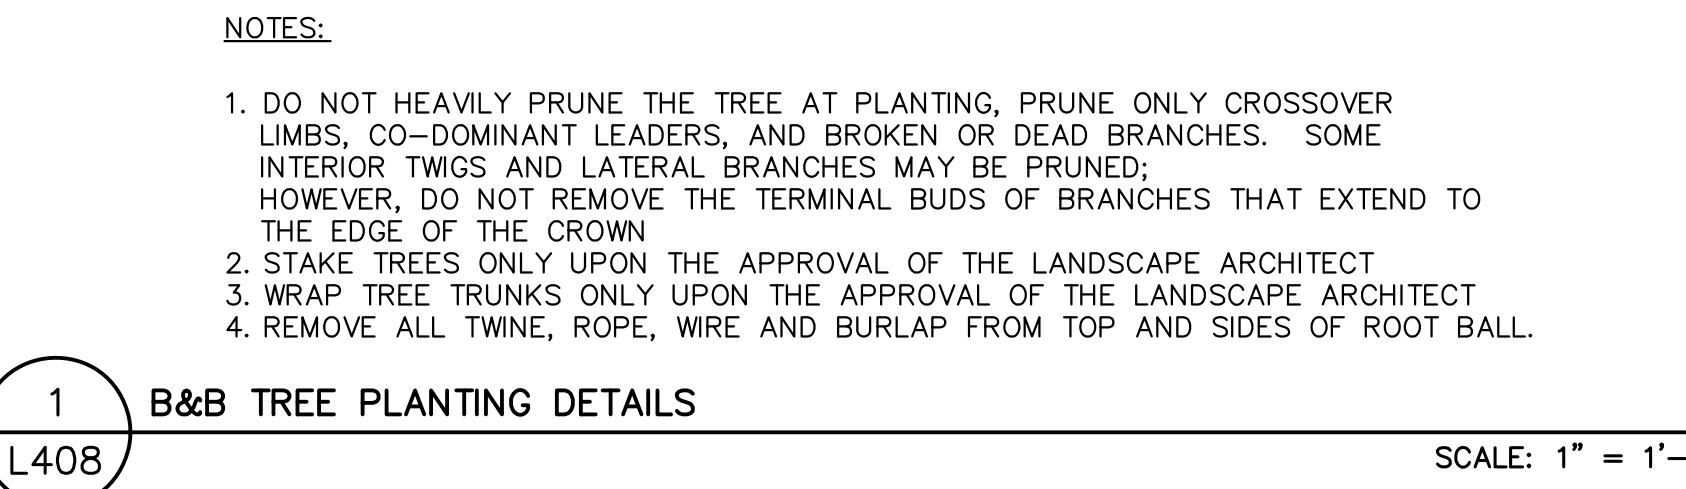 NOTES:
1. DO NOT HEAVILY PRUNE THE TREE AT PLANTING, PRUNE ONLY CROSSOVER
LIMBS, CO-DOMINANT LEADERS, AND BROKEN OR DEAD BRANCHES. SOME
INTERIOR TWIGS AND LATERAL BRANCHES MAY BE PRUNED;
HOWEVER, DO NOT REMOVE THE TERMINAL BUDS OF BRANCHES THAT EXTEND TO
THE EDGE OF THE CROWN
2. STAKE TREES ONLY UPON THE APPROVAL OF THE LANDSCAPE ARCHITECT
3. WRAP TREE TRUNKS ONLY UPON THE APPROVAL OF THE LANDSCAPE ARCHITECT
4. REMOVE ALL TWINE, ROPE, WIRE AND BURLAP FROM TOP AND SIDES OF ROOT BALL.
1
B&B TREE PLANTING DETAILS
L408
SCALE: 1" = 1'-